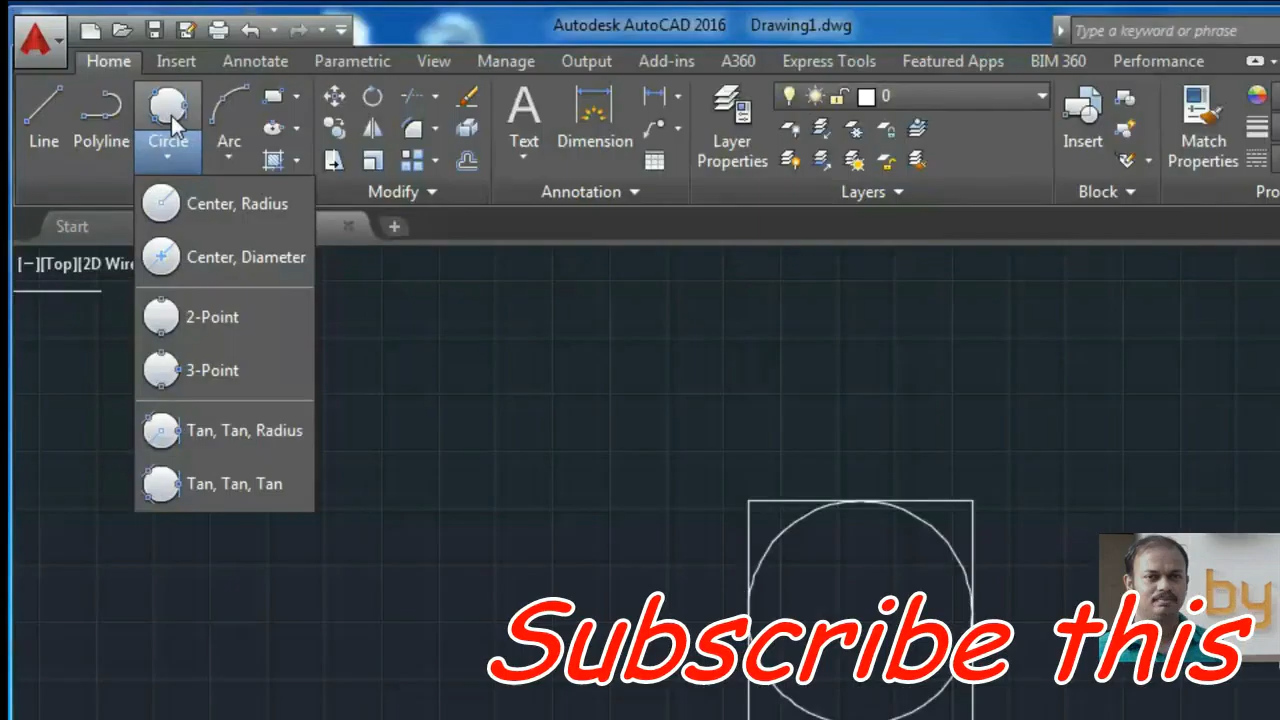 Autodesk AutoCAD 2016 Drawing1.dwg
Type a keyword or phrase
Home Insert Annotate Parametric View Manage Output Add-ins A360 Express Tools Featured Apps BIM 360 Performance
Line Polyline Circle Arc Text Dimension Layer Properties 0 Insert Match Properties
Modify Annotation Layers Block Pro
Start
[−][Top][2D Wire
Center, Radius
Center, Diameter
2-Point
3-Point
Tan, Tan, Radius
Tan, Tan, Tan
by
Subscribe this